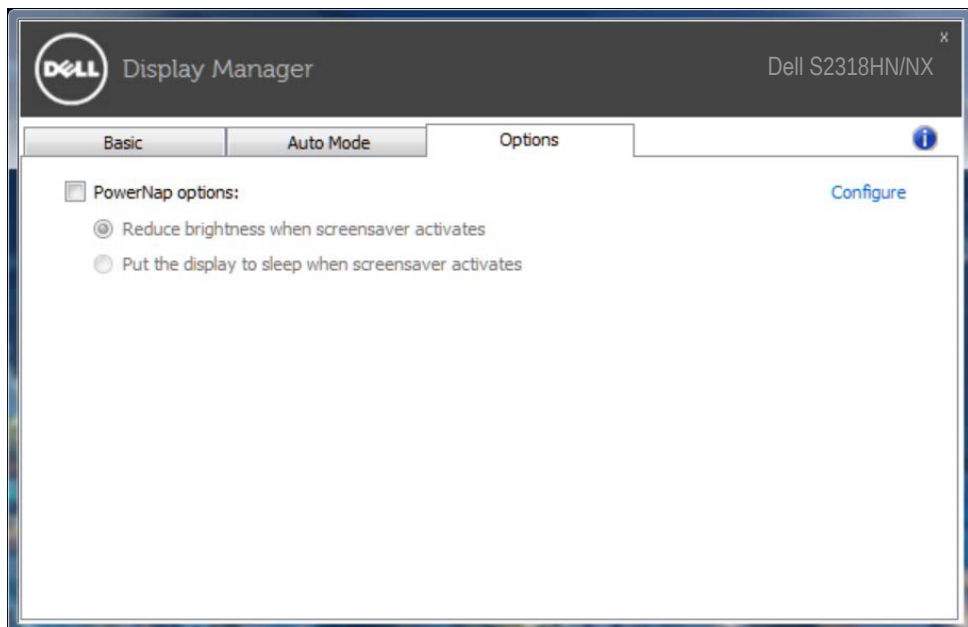 DELL Display Manager
x
Dell S2318HN/NX
Basic Auto Mode Options
PowerNap options: Configure
Reduce brightness when screensaver activates
Put the display to sleep when screensaver activates